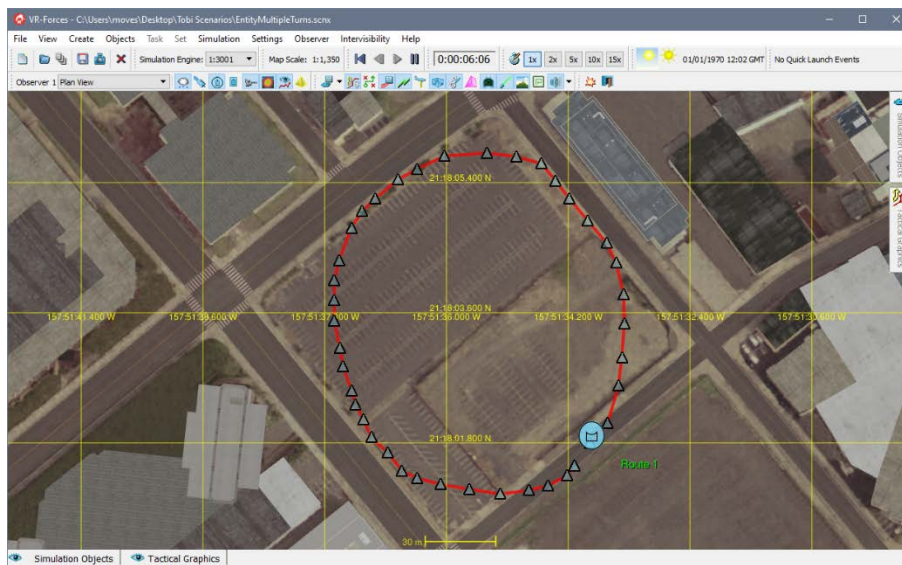 VR-Forces - C:\Users\moves\Desktop\Tobi Scenarios\EntityMultipleTurns.scnx
File View Create Objects Task Set Simulation Settings Observer Intervisibility Help
Simulation Engine: 1:3001 Map Scale: 1:1,350 0:00:06:06 1x 2x 5x 10x 15x 01/01/1970 12:02 GMT No Quick Launch Events
Observer 1 Plan View
Simulation Objects
21:18:05.400 N
Tactical Graphics
21:18:03.600 N
157:51:41.400 W 157:51:36.000 W 157:51:34.200 W 157:51:32.400 W
21:18:01.800 N
Route 1
30 m
Simulation Objects Tactical Graphics